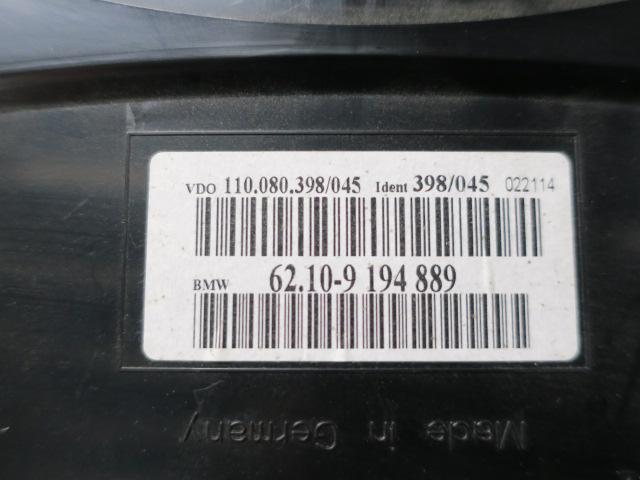 VDO 110.080.398/045 Ident 398/045 022114
BMW 62.10-9 194 889
Made in Germany